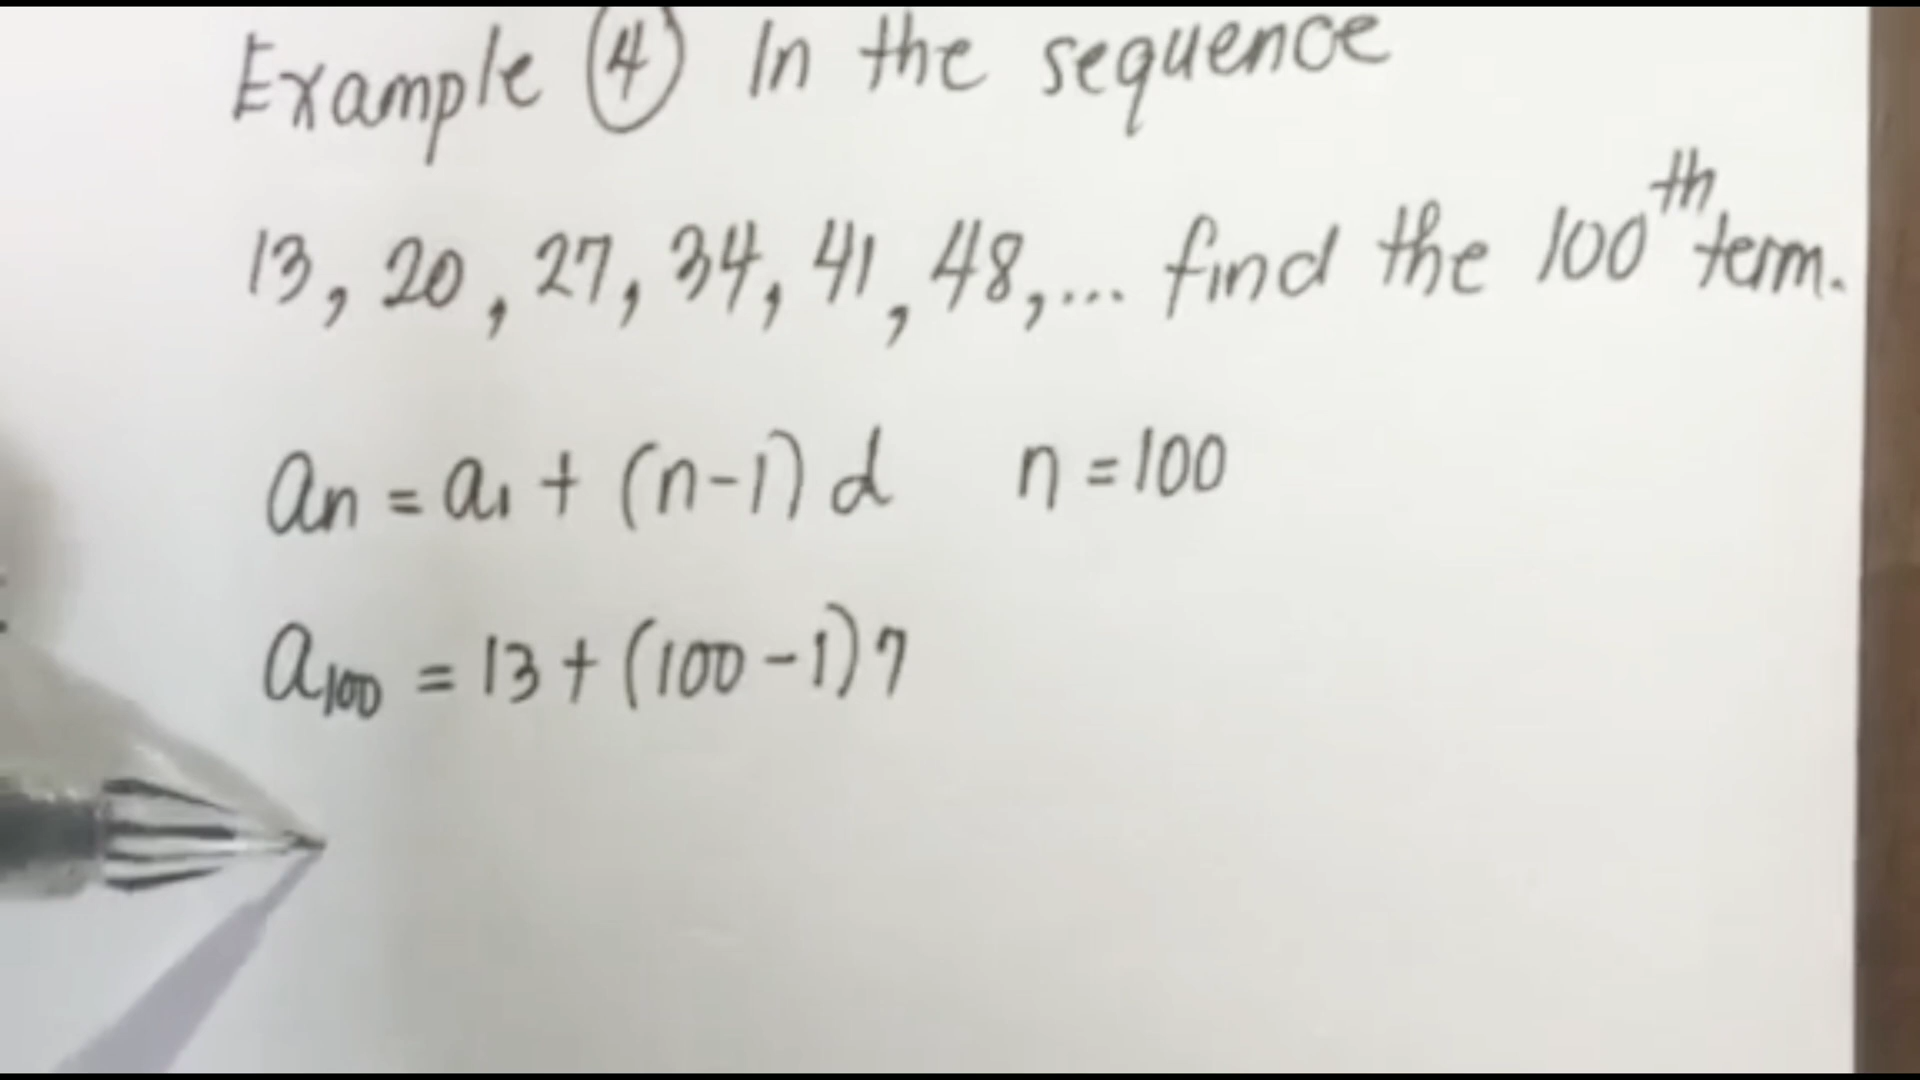 Example ④ In the sequence
13, 20, 27, 34, 41, 48, ... find the 100th term.
an = a₁ + (n-1) d n = 100
a₁₀₀ = 13 + (100 - 1) 7